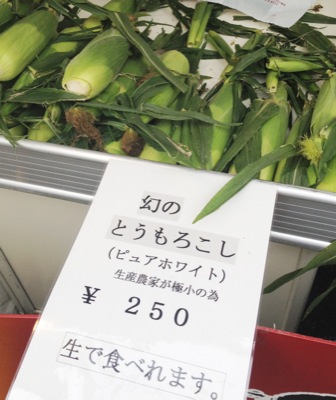 幻の
とうもろこし
(ピュアホワイト)
生産農家が極小の為
¥ 250
生で食べれます。